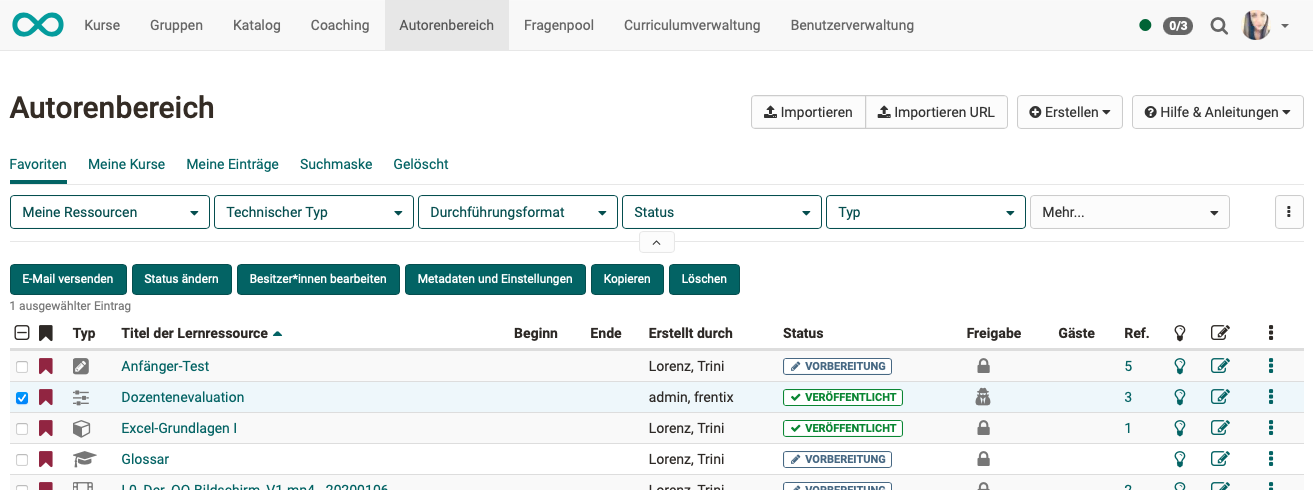 Kurse Gruppen Katalog Coaching Autorenbereich Fragenpool Curriculumverwaltung Benutzerverwaltung 0/3
Autorenbereich
Importieren Importieren URL Erstellen Hilfe & Anleitungen
Favoriten Meine Kurse Meine Einträge Suchmaske Gelöscht
Meine Ressourcen Technischer Typ Durchführungsformat Status Typ Mehr...
E-Mail versenden Status ändern Besitzer*innen bearbeiten Metadaten und Einstellungen Kopieren Löschen
1 ausgewählter Eintrag
Typ Titel der Lernressource Beginn Ende Erstellt durch Status Freigabe Gäste Ref.
Anfänger-Test Lorenz, Trini VORBEREITUNG 5
Dozentenevaluation admin, frentix VERÖFFENTLICHT 3
Excel-Grundlagen I Lorenz, Trini VERÖFFENTLICHT 1
Glossar Lorenz, Trini VORBEREITUNG
Lorenz, Trini VORBEREITUNG 2